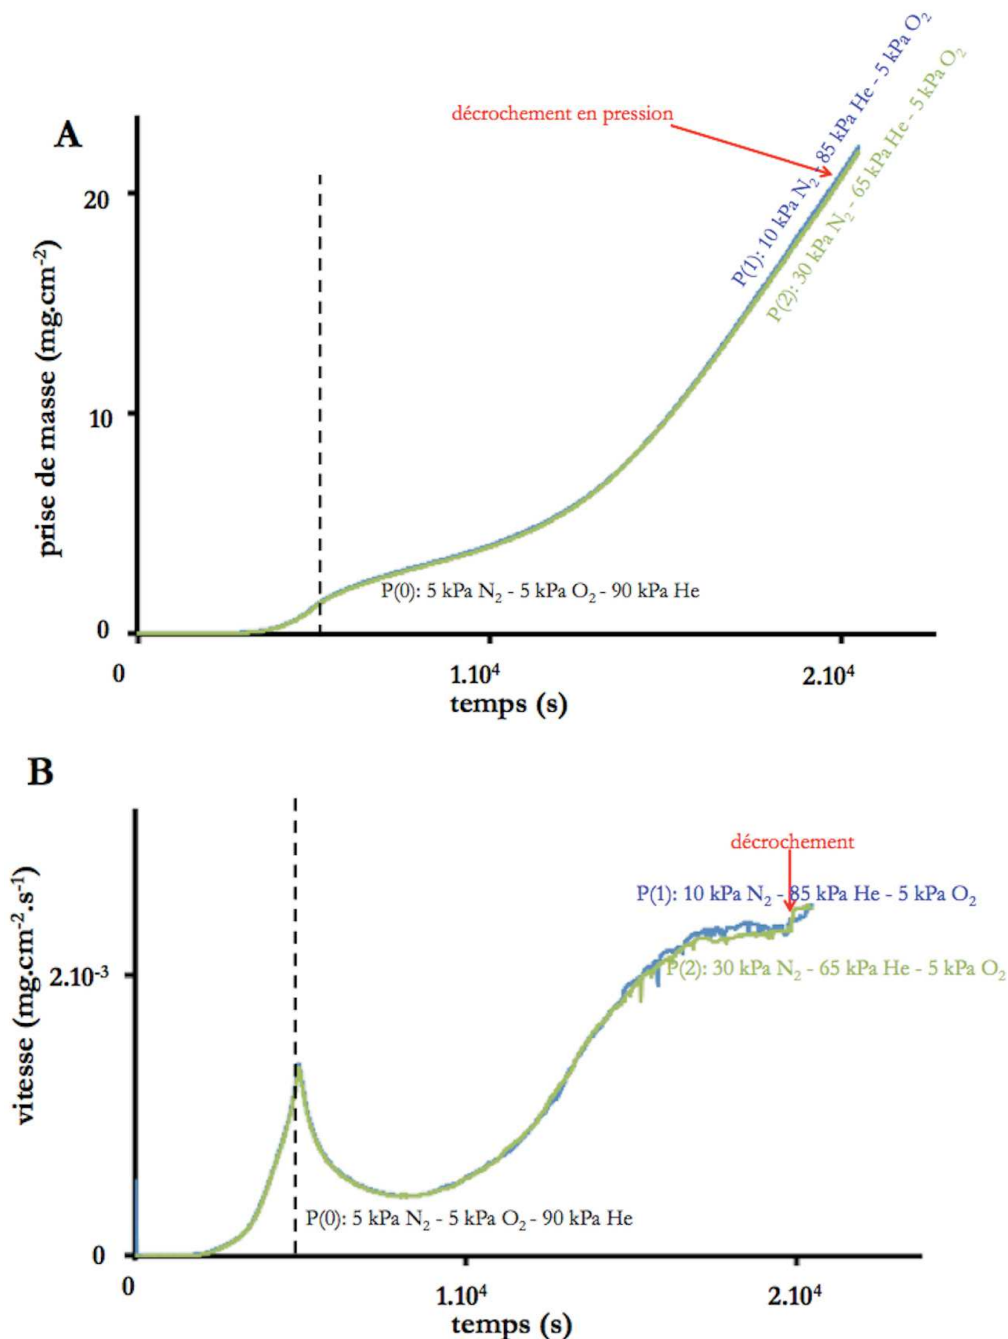 A
décrochement en pression
P(1): 10 kPa N₂ - 85 kPa He - 5 kPa O₂
P(2): 30 kPa N₂ - 65 kPa He - 5 kPa O₂
20
10
0
prise de masse (mg.cm⁻²)
P(0): 5 kPa N₂ - 5 kPa O₂ - 90 kPa He
0
1.10⁴
2.10⁴
temps (s)
B
décrochement
P(1): 10 kPa N₂ - 85 kPa He - 5 kPa O₂
P(2): 30 kPa N₂ - 65 kPa He - 5 kPa O₂
2.10⁻³
0
vitesse (mg.cm⁻².s⁻¹)
P(0): 5 kPa N₂ - 5 kPa O₂ - 90 kPa He
0
1.10⁴
2.10⁴
temps (s)